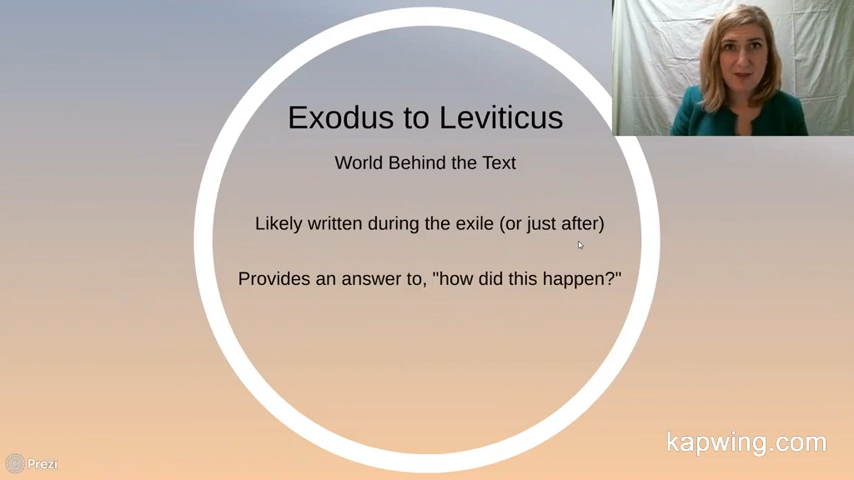 Exodus to Leviticus
World Behind the Text
Likely written during the exile (or just after)
Provides an answer to, "how did this happen?"
kapwing.com
Prezi